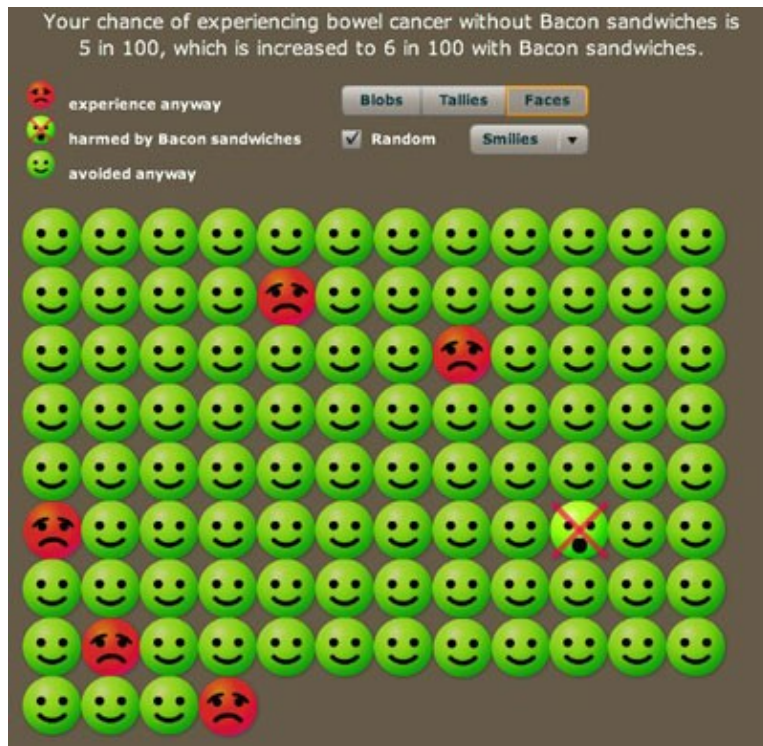 Your chance of experiencing bowel cancer without Bacon sandwiches is
5 in 100, which is increased to 6 in 100 with Bacon sandwiches.
experience anyway
Blobs Tallies Faces
harmed by Bacon sandwiches
Random Smilies
avoided anyway